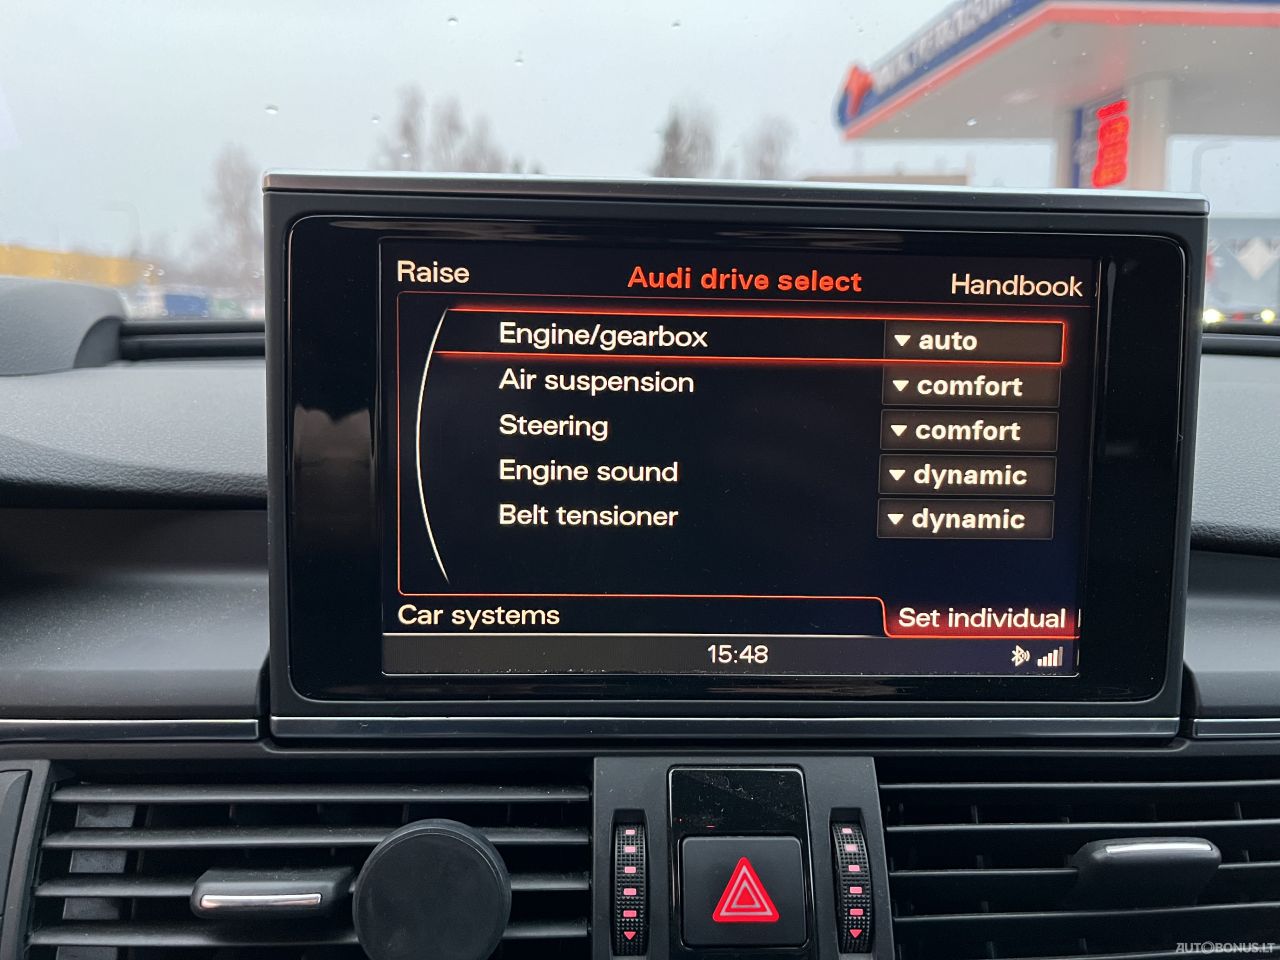 Raise Audi drive select Handbook
Engine/gearbox auto
Air suspension comfort
Steering comfort
Engine sound dynamic
Belt tensioner dynamic
Car systems Set individual
15:48
AUTOBONUS.LT